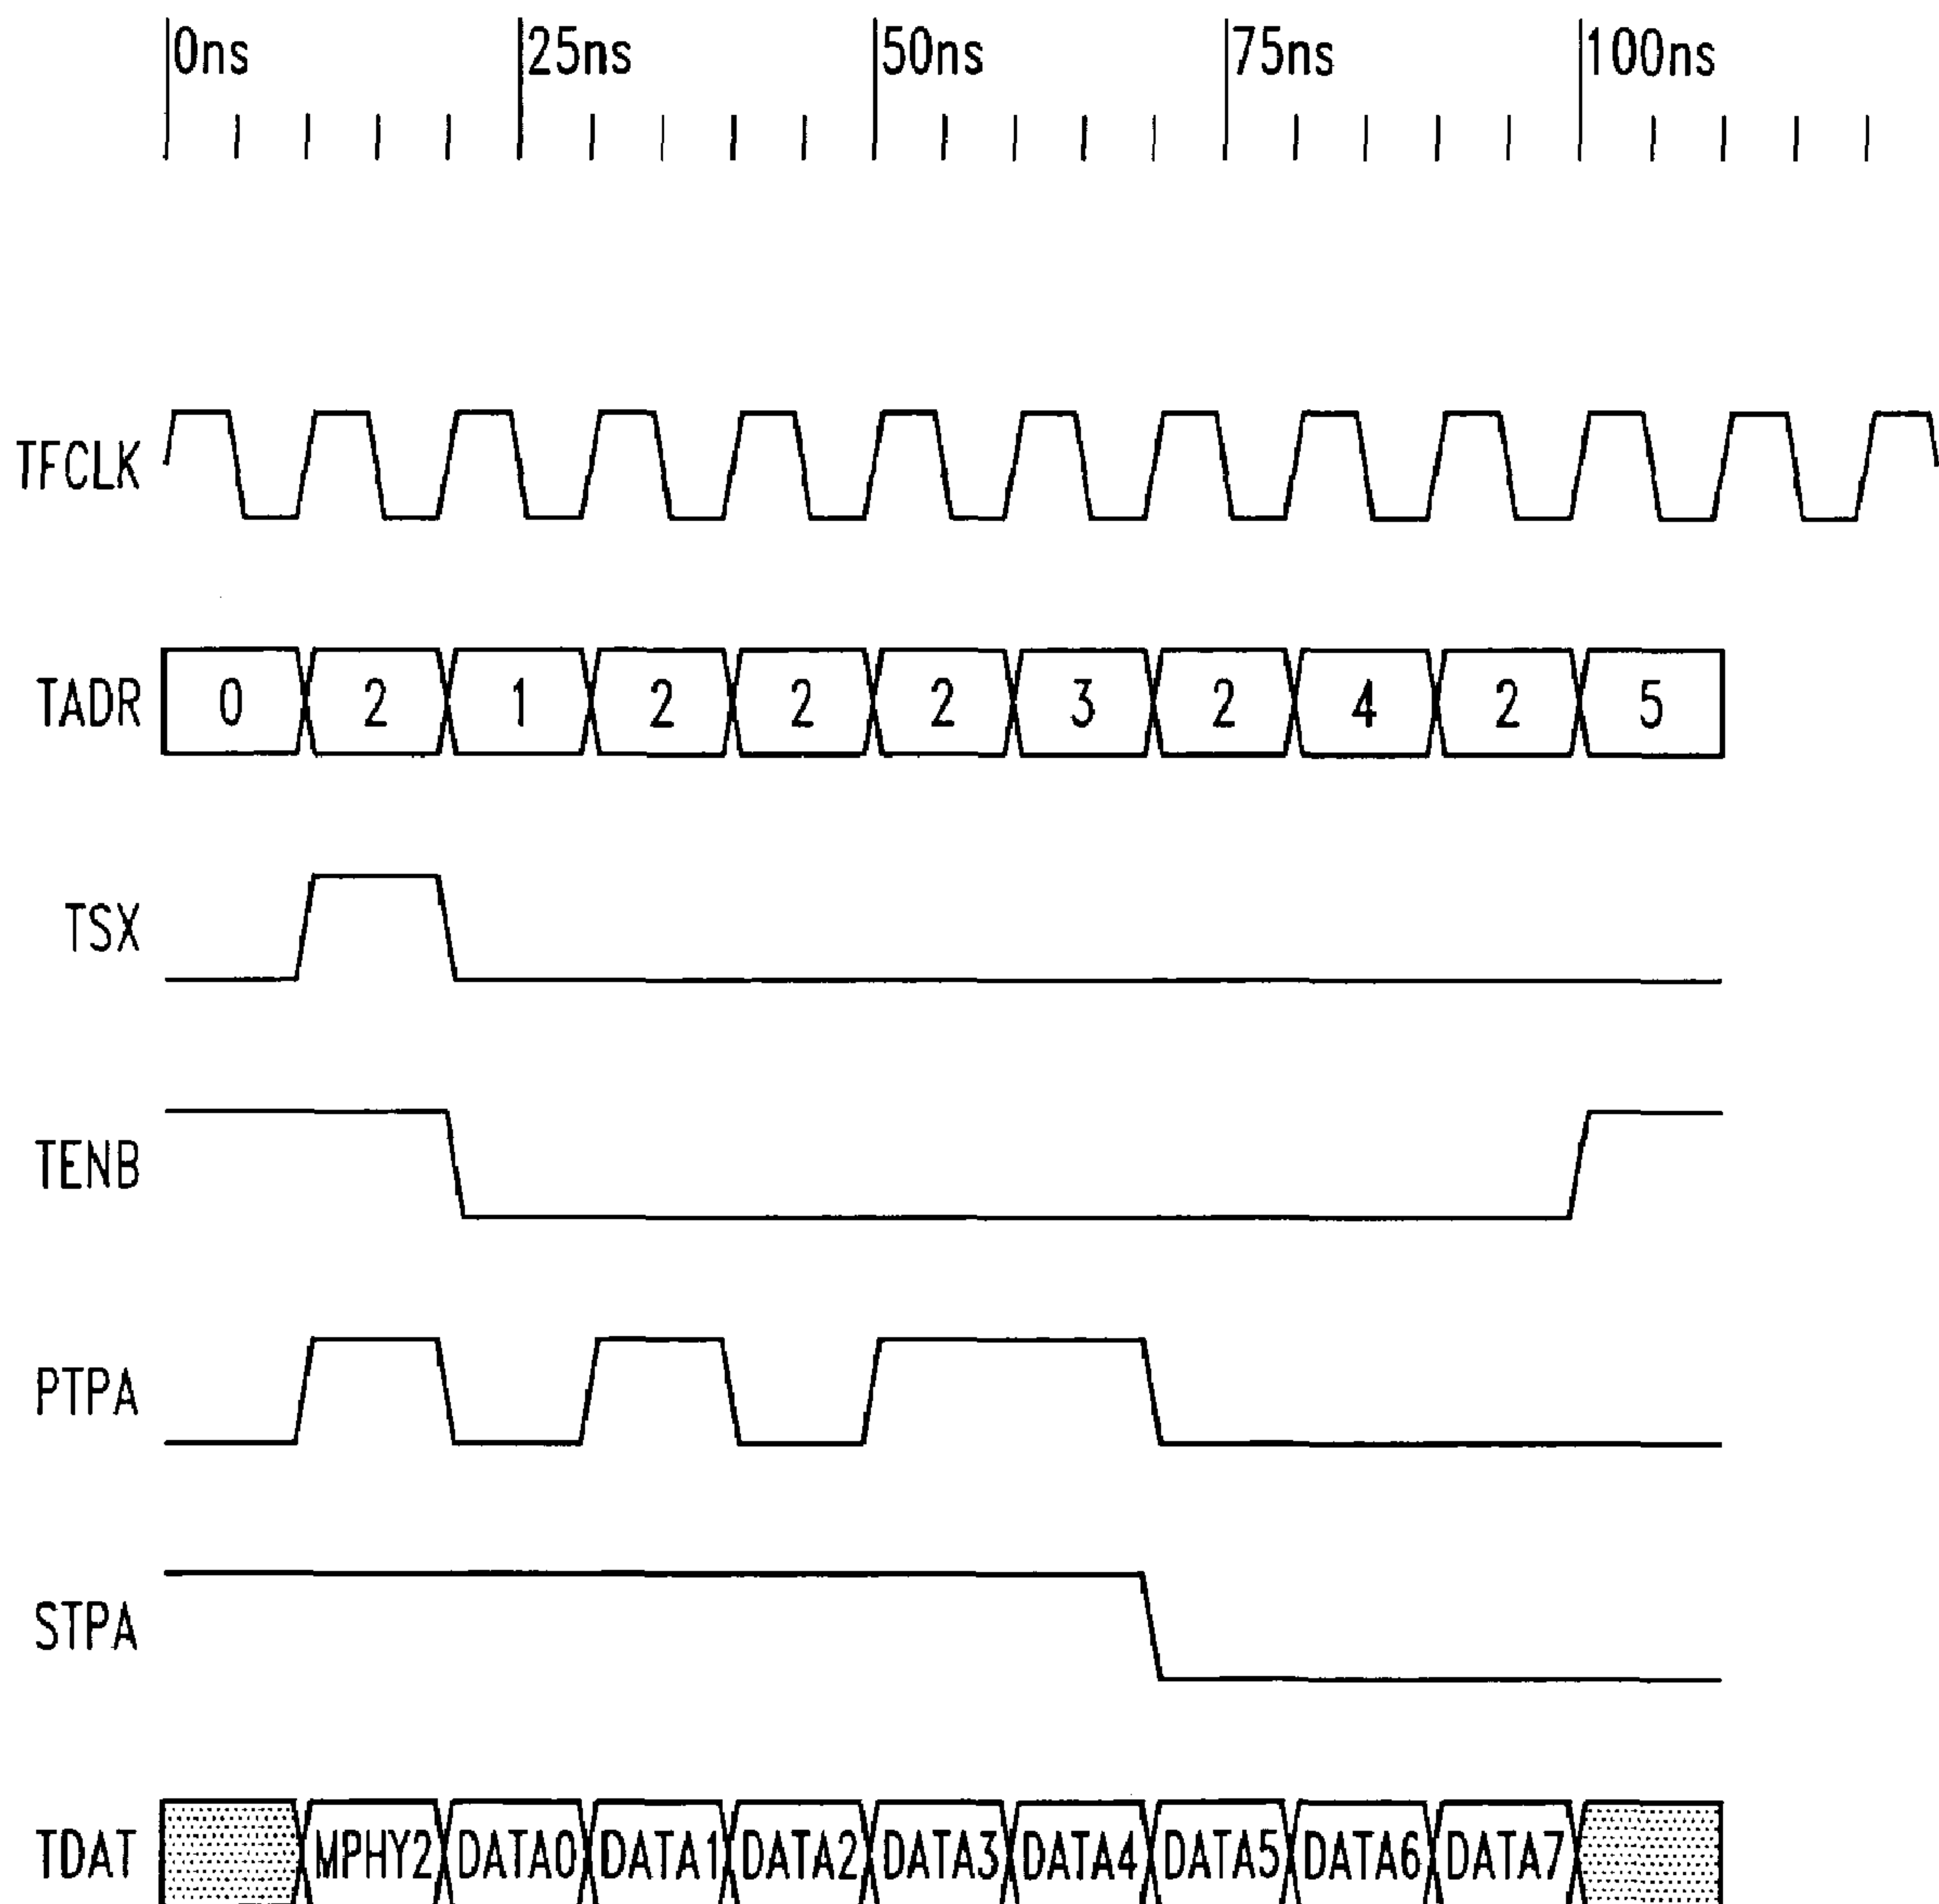 0ns 25ns 50ns 75ns 100ns
TFCLK
TADR 0 2 1 2 2 2 3 2 4 2 5
TSX
TENB
PTPA
STPA
TDAT MPHY2 DATA0 DATA1 DATA2 DATA3 DATA4 DATA5 DATA6 DATA7